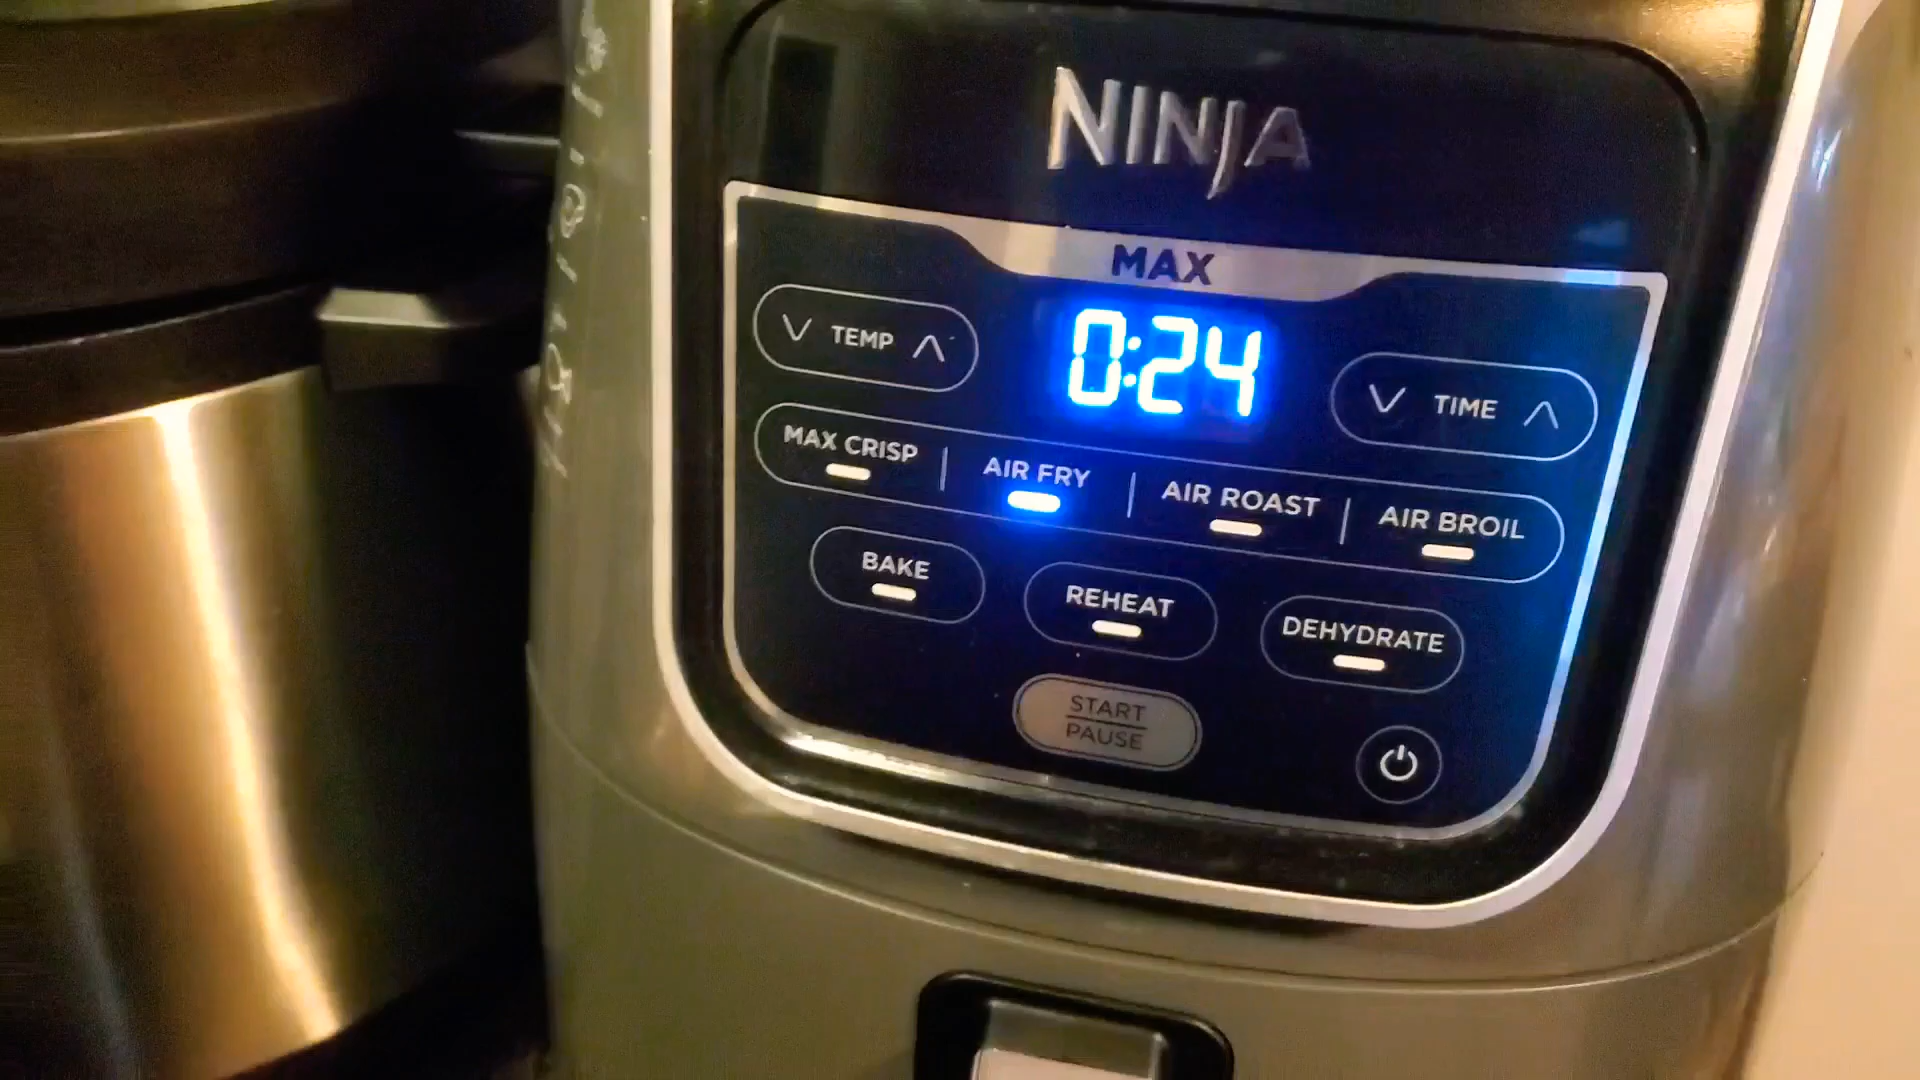 NINJA
MAX
TEMP
0:24
TIME
MAX CRISP
AIR FRY
AIR ROAST
AIR BROIL
BAKE
REHEAT
DEHYDRATE
START
PAUSE